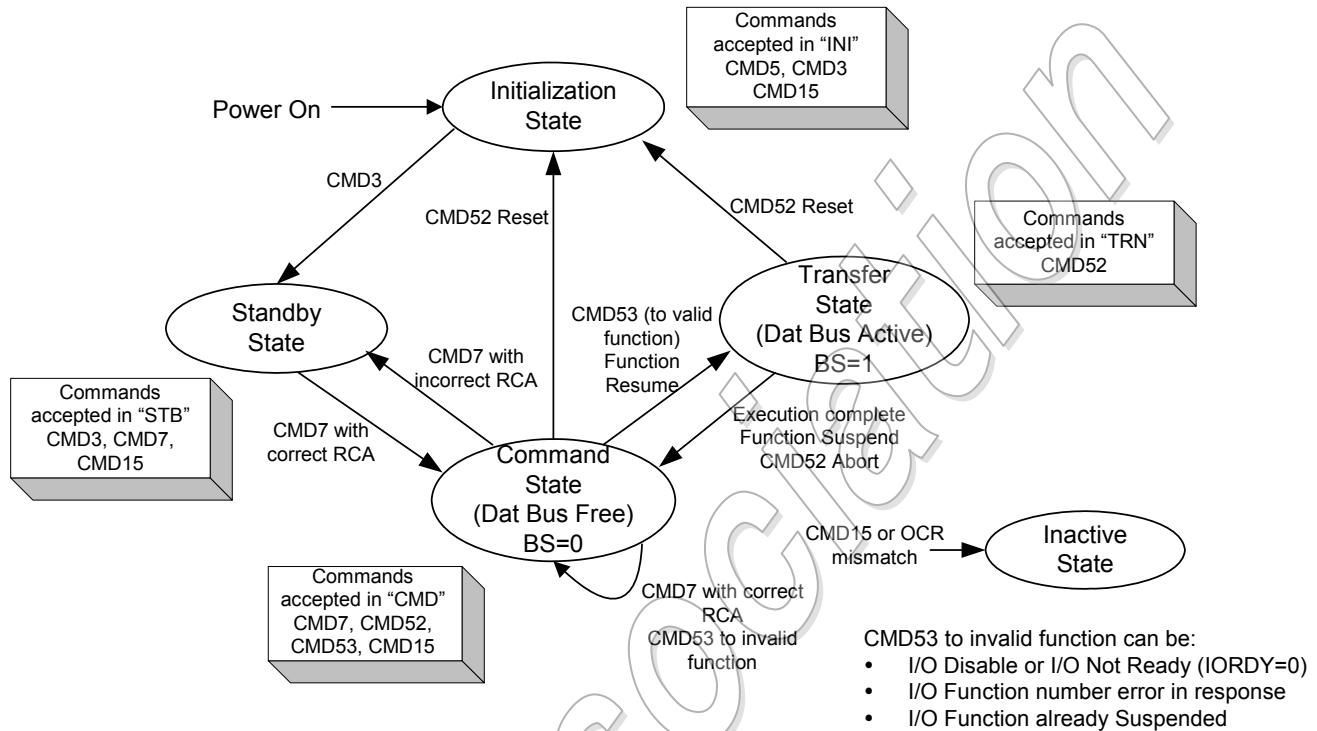 Commands
accepted in “INI”
CMD5, CMD3
CMD15
Power On
Initialization
State
CMD3
CMD52 Reset
CMD52 Reset
Commands
accepted in “TRN”
CMD52
Standby
State
Transfer
State
(Dat Bus Active)
BS=1
CMD53 (to valid
function)
Function
Resume
CMD7 with
incorrect RCA
Commands
accepted in “STB”
CMD3, CMD7,
CMD15
CMD7 with
correct RCA
Execution complete
Function Suspend
CMD52 Abort
Command
State
(Dat Bus Free)
BS=0
CMD15 or OCR
mismatch
Inactive
State
Commands
accepted in “CMD”
CMD7, CMD52,
CMD53, CMD15
CMD7 with correct
RCA
CMD53 to invalid
function
CMD53 to invalid function can be:
• I/O Disable or I/O Not Ready (IORDY=0)
• I/O Function number error in response
• I/O Function already Suspended